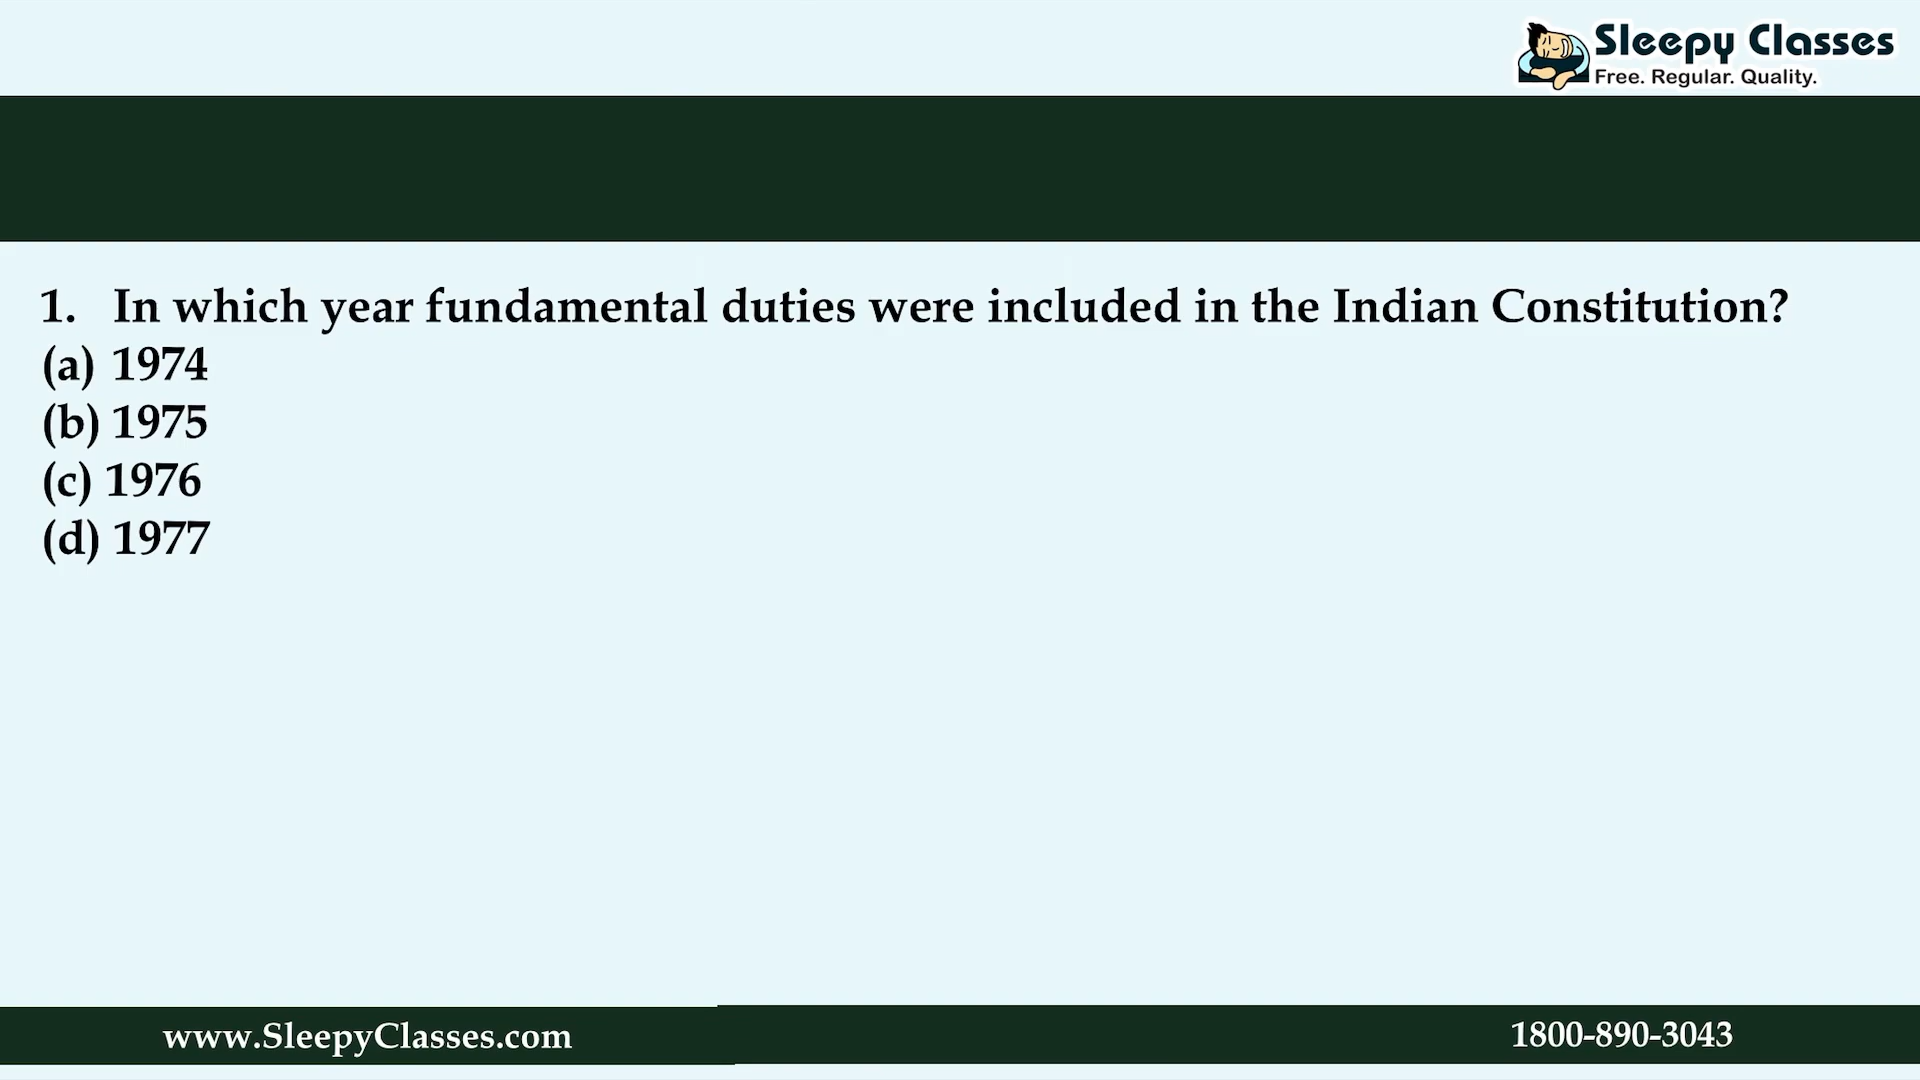 Sleepy Classes
Free. Regular. Quality.
1. In which year fundamental duties were included in the Indian Constitution?
(a) 1974
(b) 1975
(c) 1976
(d) 1977
www.SleepyClasses.com
1800-890-3043